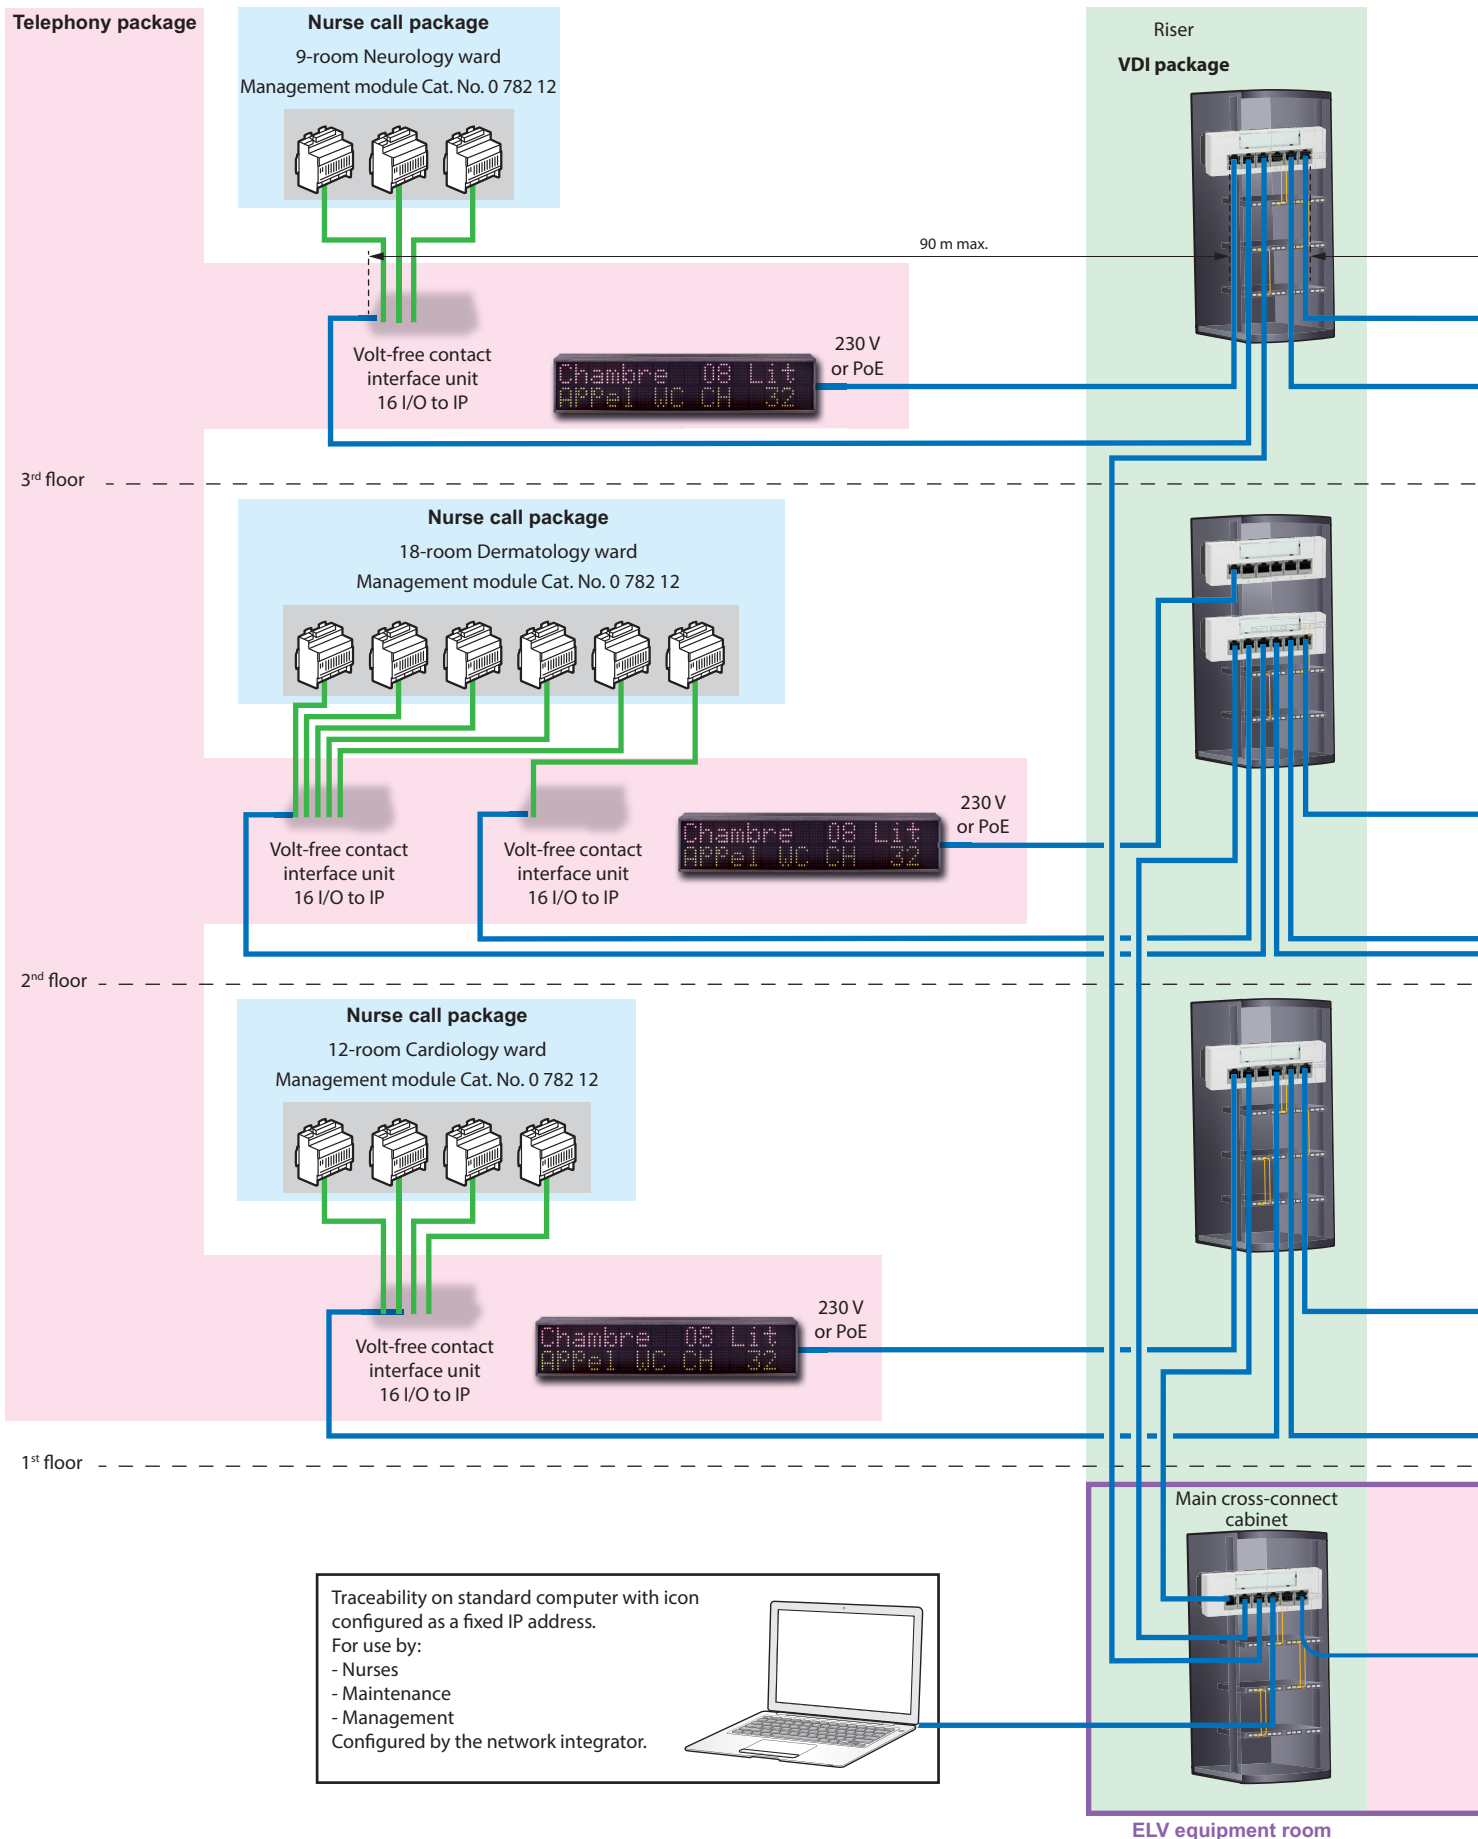 Telephony package
Nurse call package
9-room Neurology ward
Management module Cat. No. 0 782 12
Riser
VDI package
90 m max.
Volt-free contact
interface unit
16 I/O to IP
Chambre 08 Lit
APPel WC CH 32
230 V
or PoE
3rd floor
Nurse call package
18-room Dermatology ward
Management module Cat. No. 0 782 12
Volt-free contact
interface unit
16 I/O to IP
Volt-free contact
interface unit
16 I/O to IP
Chambre 08 Lit
APPel WC CH 32
230 V
or PoE
2nd floor
Nurse call package
12-room Cardiology ward
Management module Cat. No. 0 782 12
Volt-free contact
interface unit
16 I/O to IP
Chambre 08 Lit
APPel WC CH 32
230 V
or PoE
1st floor
Main cross-connect
cabinet
Traceability on standard computer with icon
configured as a fixed IP address.
For use by:
- Nurses
- Maintenance
- Management
Configured by the network integrator.
ELV equipment room